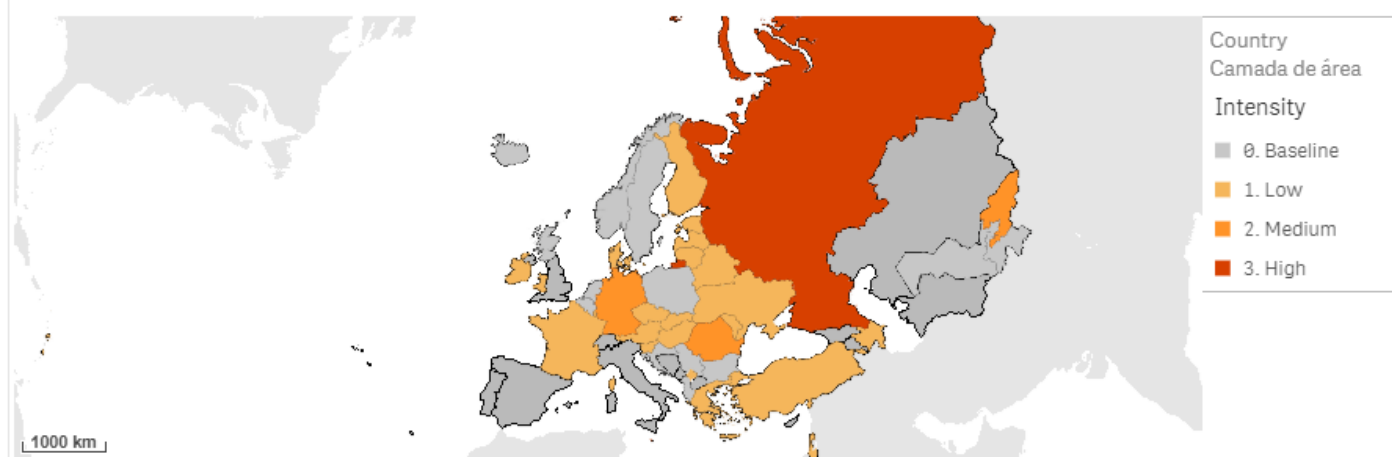 Country
Camada de área
Intensity
0. Baseline
1. Low
2. Medium
3. High
1000 km